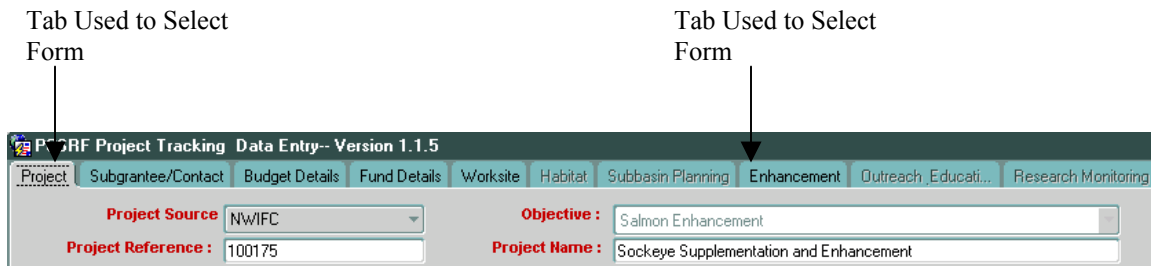 Tab Used to Select Form
Tab Used to Select Form
PCSRF Project Tracking Data Entry-- Version 1.1.5
Project Subgrantee/Contact Budget Details Fund Details Worksite Habitat Subbasin Planning Enhancement Outreach ,Educati... Research Monitoring
Project Source NWIFC Objective : Salmon Enhancement
Project Reference : 100175 Project Name : Sockeye Supplementation and Enhancement